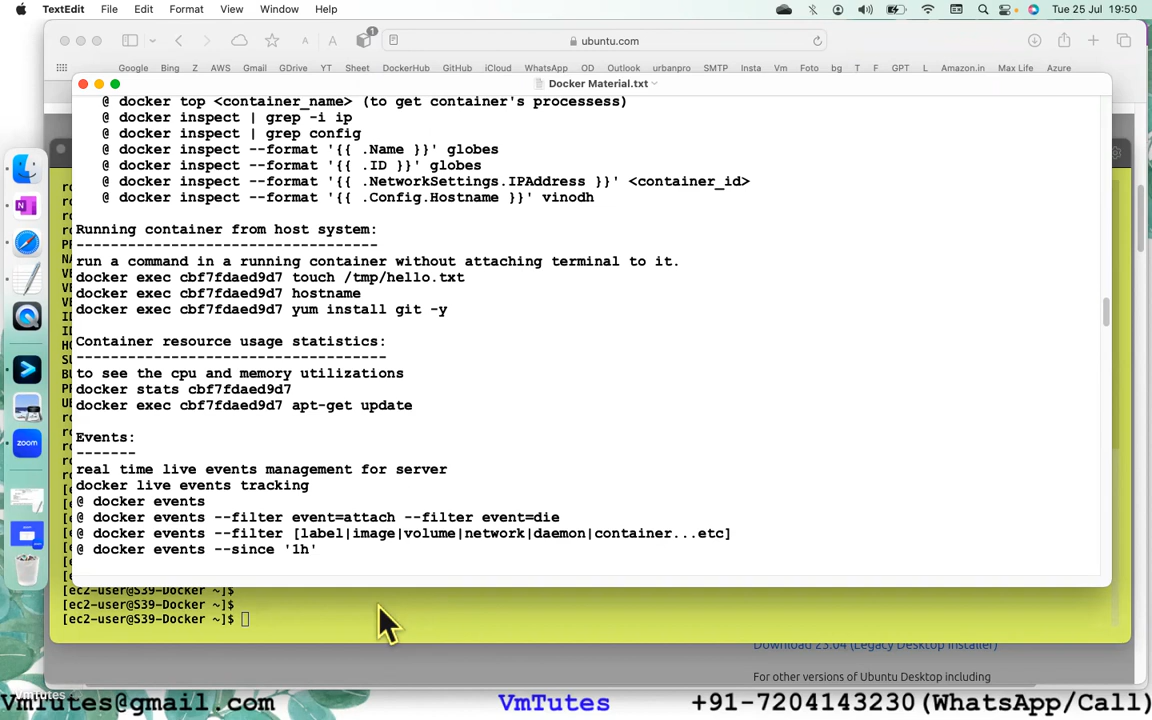 TextEdit File Edit Format View Window Help Tue 25 Jul 19:50
ubuntu.com
Google Bing Z AWS Gmail GDrive YT Sheet DockerHub GitHub iCloud WhatsApp OD Outlook urbanpro SMTP Insta Vm Foto bg T F GPT L Amazon.in Max Life Azure
Docker Material.txt
@ docker top <container_name> (to get container's processess)
@ docker inspect | grep -i ip
@ docker inspect | grep config
@ docker inspect --format '{{ .Name }}' globes
@ docker inspect --format '{{ .ID }}' globes
@ docker inspect --format '{{ .NetworkSettings.IPAddress }}' <container_id>
@ docker inspect --format '{{ .Config.Hostname }}' vinodh
Running container from host system:
-----------------------------------
run a command in a running container without attaching terminal to it.
docker exec cbf7fdaed9d7 touch /tmp/hello.txt
docker exec cbf7fdaed9d7 hostname
docker exec cbf7fdaed9d7 yum install git -y
Container resource usage statistics:
------------------------------------
to see the cpu and memory utilizations
docker stats cbf7fdaed9d7
docker exec cbf7fdaed9d7 apt-get update
Events:
-------
real time live events management for server
docker live events tracking
@ docker events
@ docker events --filter event=attach --filter event=die
@ docker events --filter [label|image|volume|network|daemon|container...etc]
@ docker events --since '1h'
zoom
[ec2-user@S39-Docker ~]$
[ec2-user@S39-Docker ~]$
[ec2-user@S39-Docker ~]$
Download 23.04 (Legacy Desktop installer)
For other versions of Ubuntu Desktop including
VmTutes
Vmtutes@gmail.com VmTutes +91-7204143230(WhatsApp/Call)